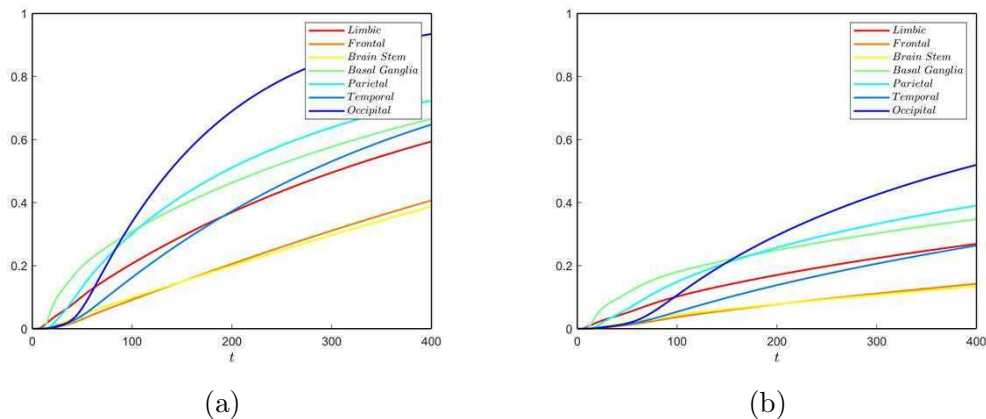 1
0.8
0.6
0.4
0.2
0
0 100 200 300 400
t
Limbic
Frontal
Brain Stem
Basal Ganglia
Parietal
Temporal
Occipital
(a)
1
0.8
0.6
0.4
0.2
0
0 100 200 300 400
t
Limbic
Frontal
Brain Stem
Basal Ganglia
Parietal
Temporal
Occipital
(b)